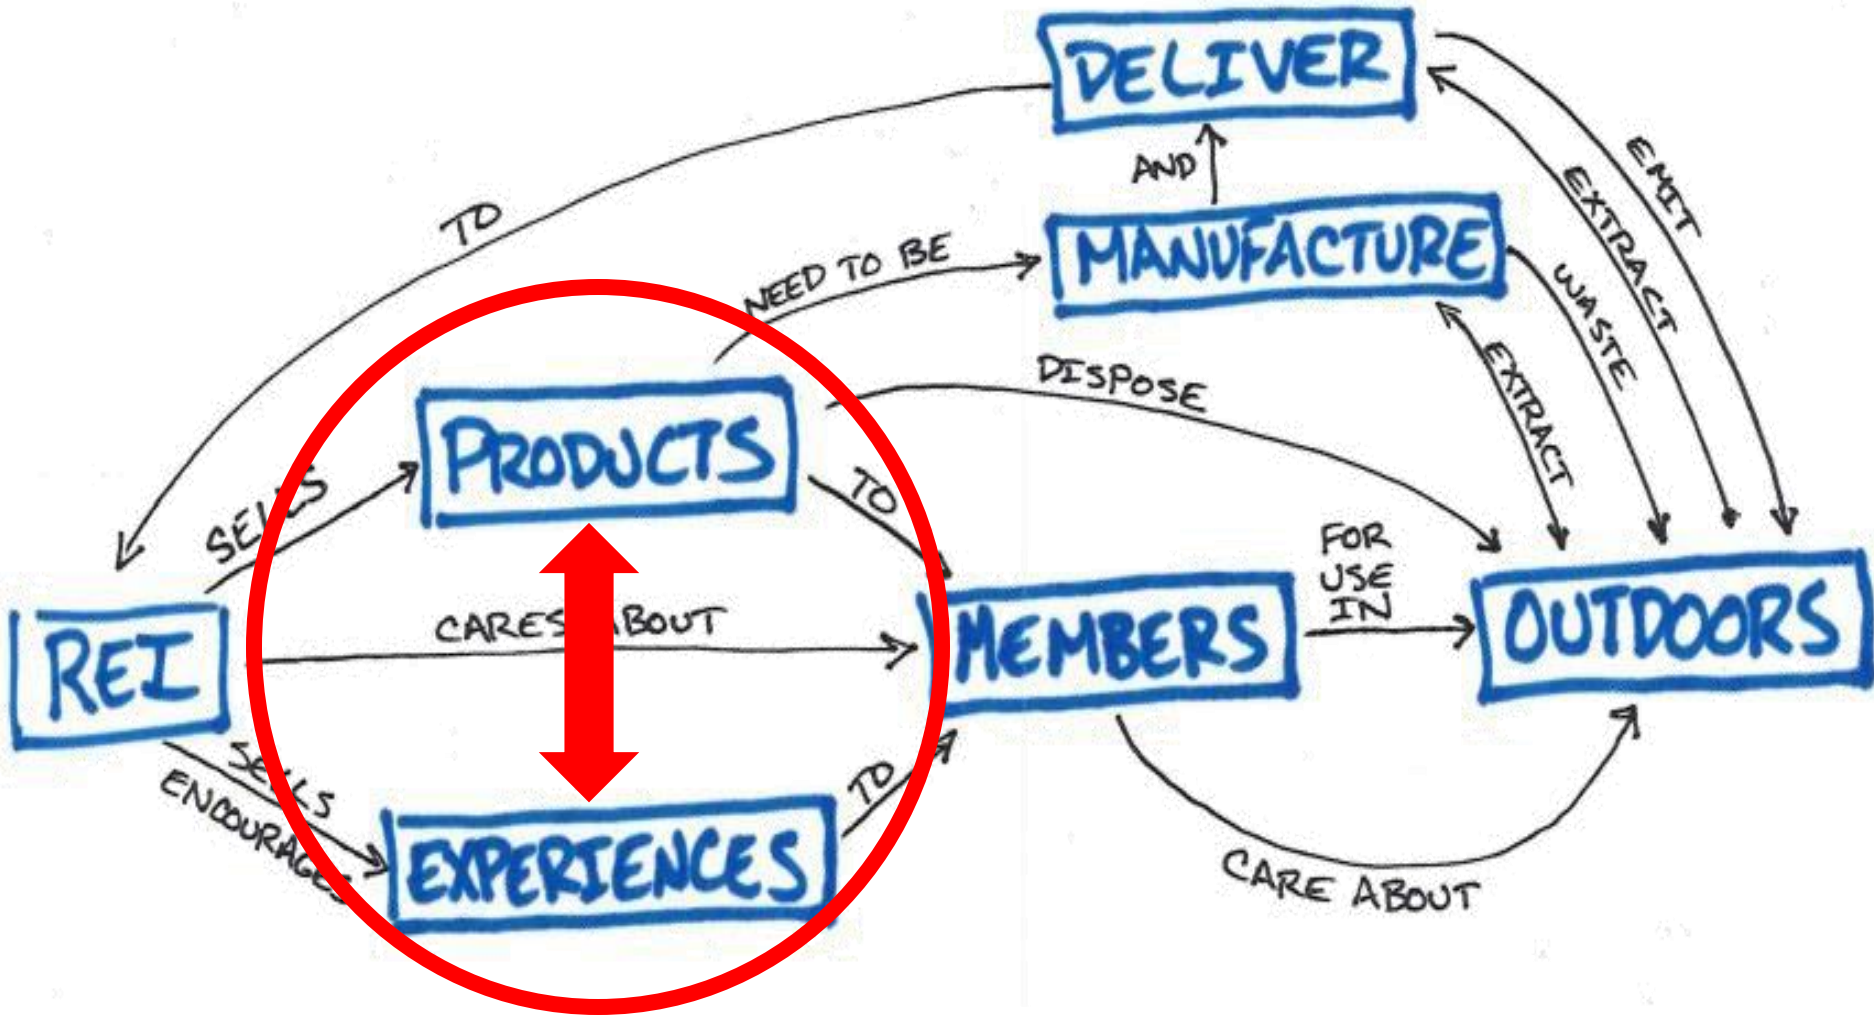 DELIVER
EMIT
EXTRACT
AND
TO
MANUFACTURE
NEED TO BE
WASTE
EXTRACT
DISPOSE
PRODUCTS
SELLS
TO
FOR
USE
IN
CARES ABOUT
REI
MEMBERS
OUTDOORS
SELLS
ENCOURAGES
TO
EXPERIENCES
CARE ABOUT